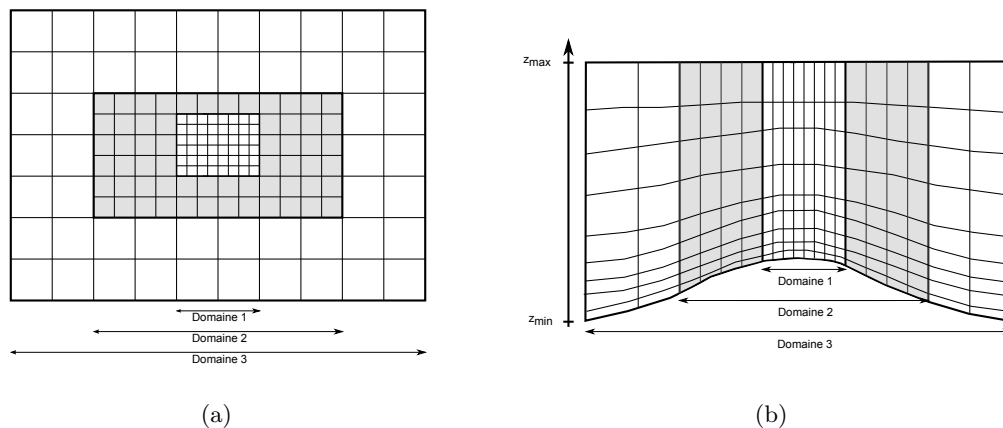 Domaine 1
Domaine 2
Domaine 3
(a)
zmax
zmin
Domaine 1
Domaine 2
Domaine 3
(b)